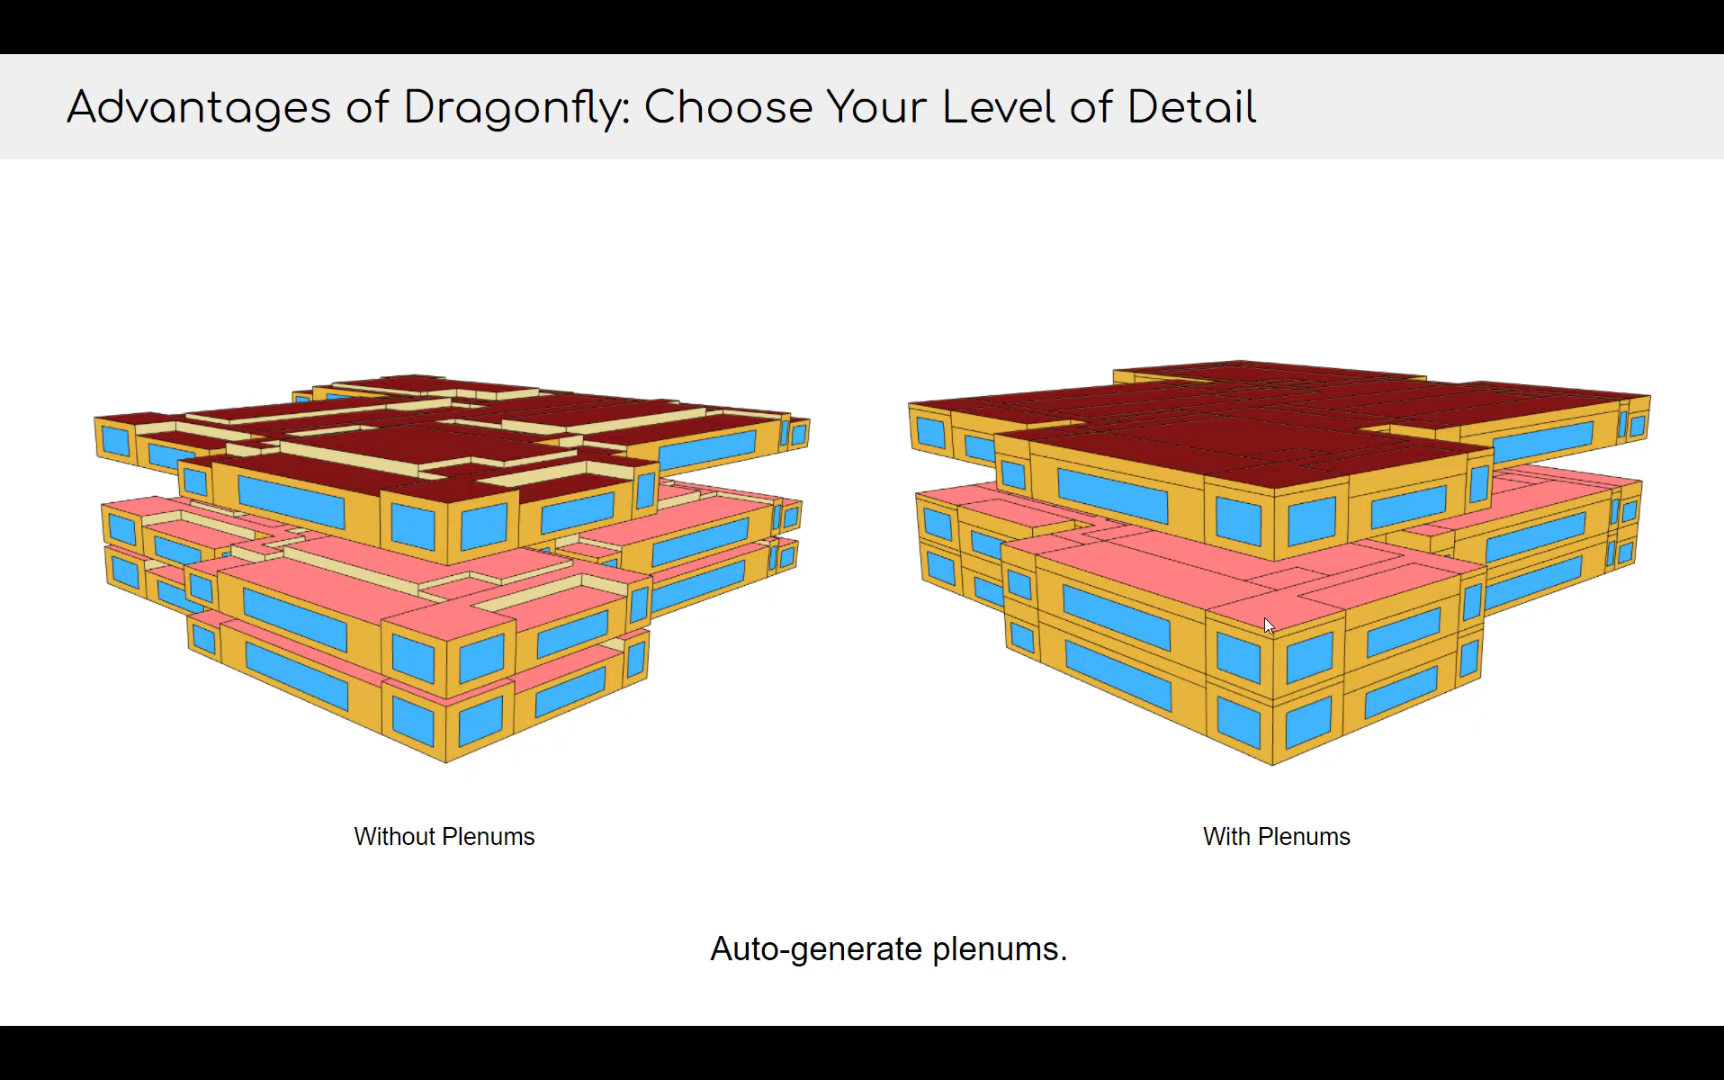 Advantages of Dragonfly: Choose Your Level of Detail
Without Plenums
With Plenums
Auto-generate plenums.